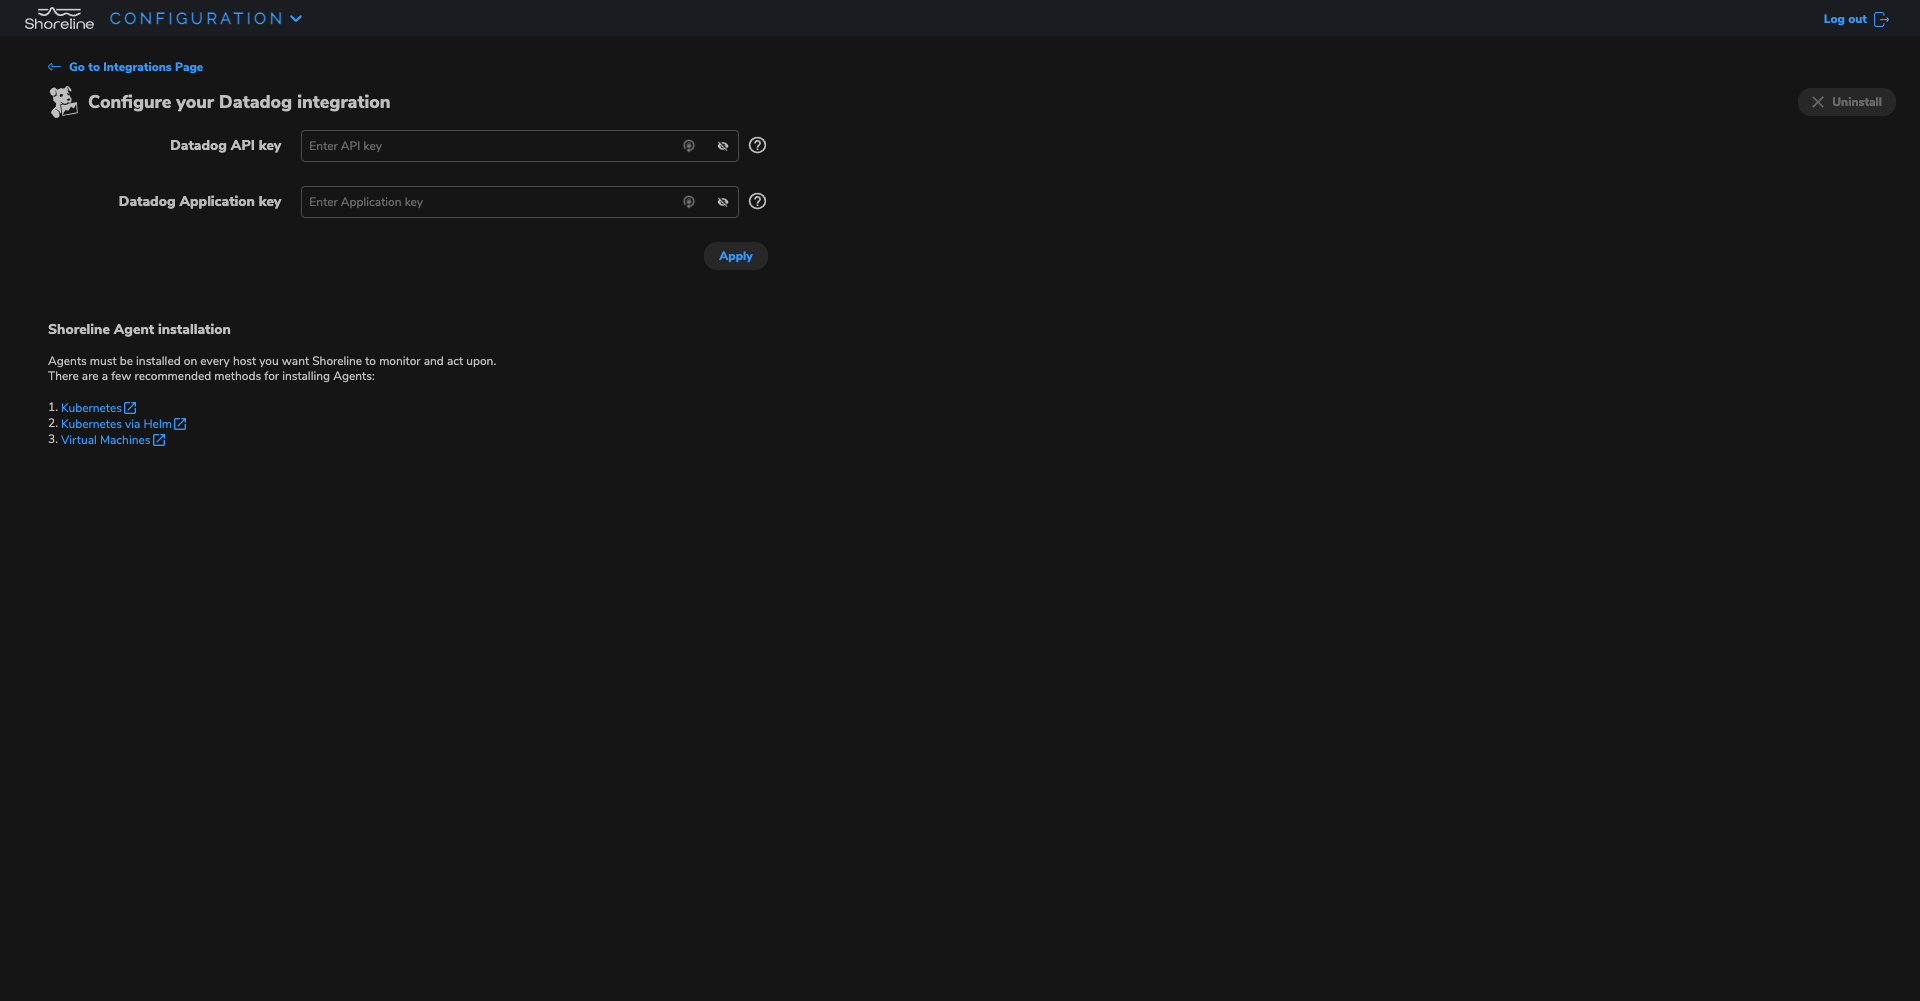 Shoreline CONFIGURATION Log out
Go to Integrations Page
Configure your Datadog integration Uninstall
Datadog API key Enter API key
Datadog Application key Enter Application key
Apply
Shoreline Agent installation
Agents must be installed on every host you want Shoreline to monitor and act upon.
There are a few recommended methods for installing Agents:
1. Kubernetes
2. Kubernetes via Helm
3. Virtual Machines